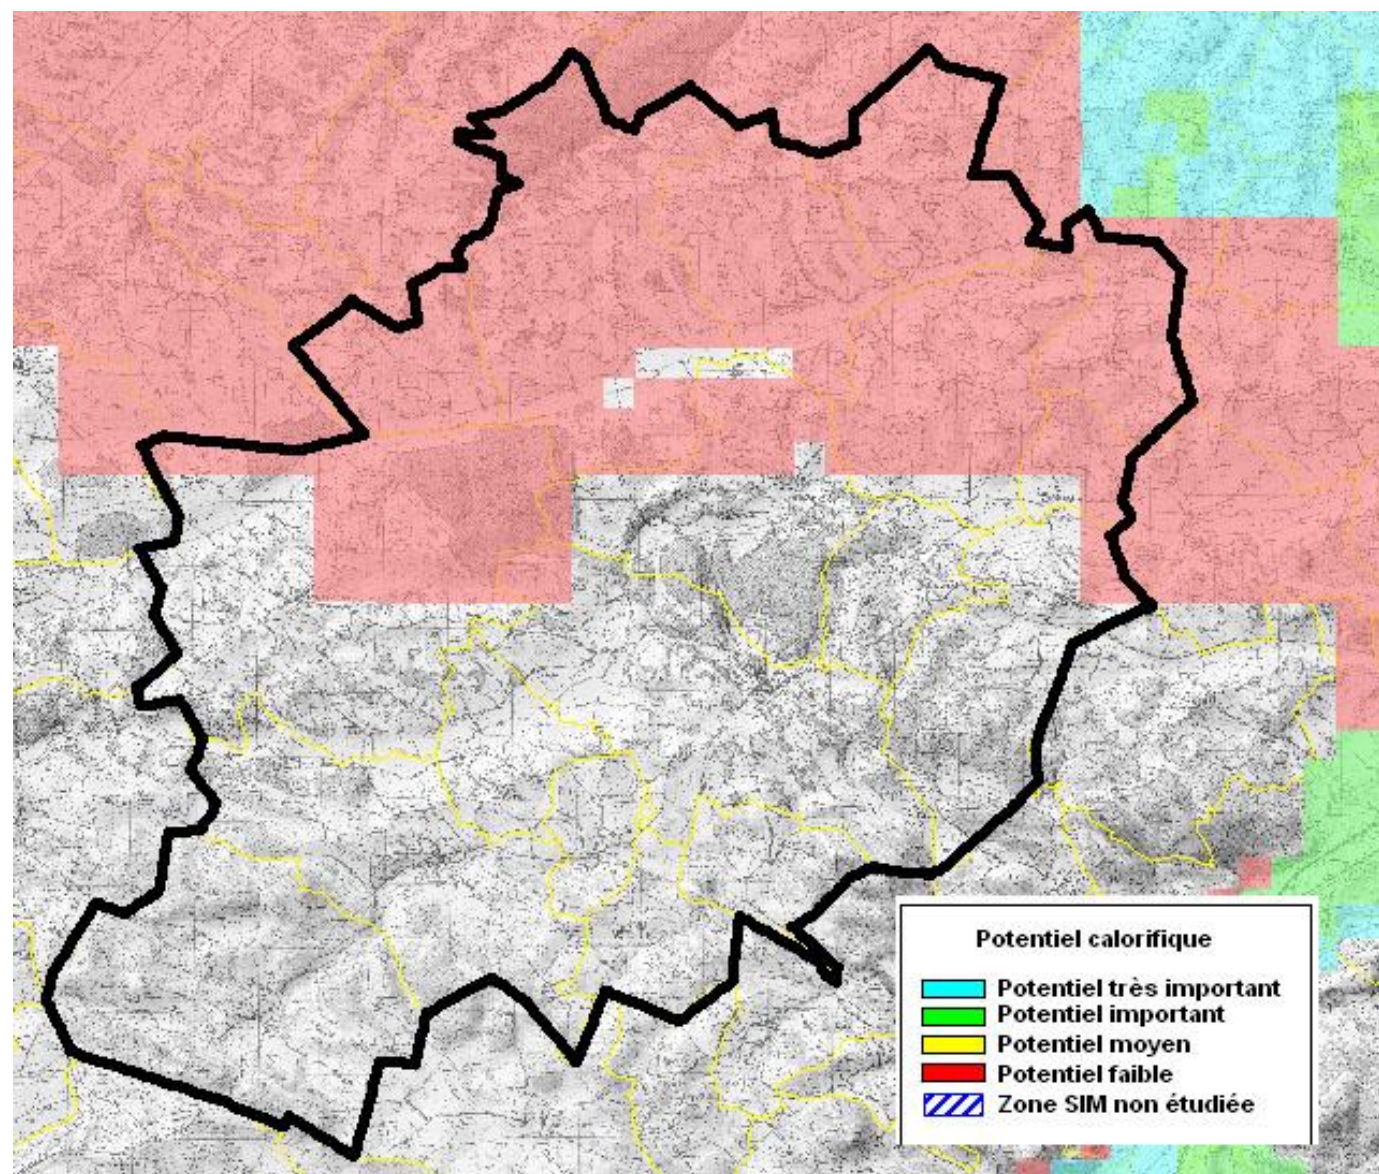 Potentiel calorifique
Potentiel très important
Potentiel important
Potentiel moyen
Potentiel faible
Zone SIM non étudiée